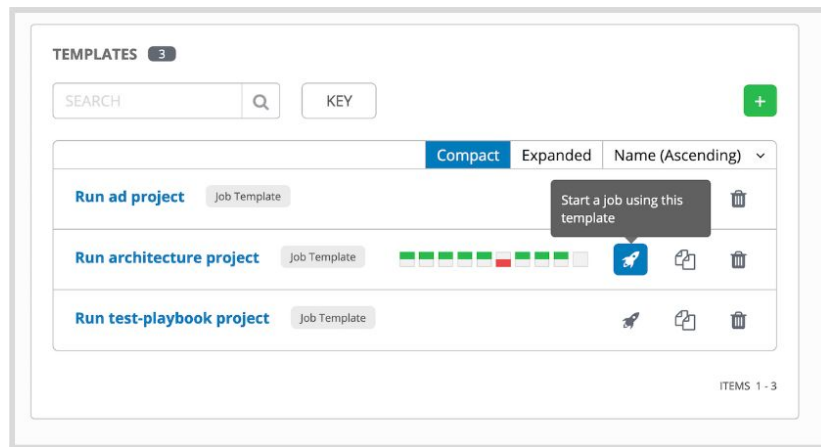 TEMPLATES 3
SEARCH
KEY
+
Compact Expanded Name (Ascending)
Run ad project Job Template
Start a job using this
template
Run architecture project Job Template
Run test-playbook project Job Template
ITEMS 1 - 3